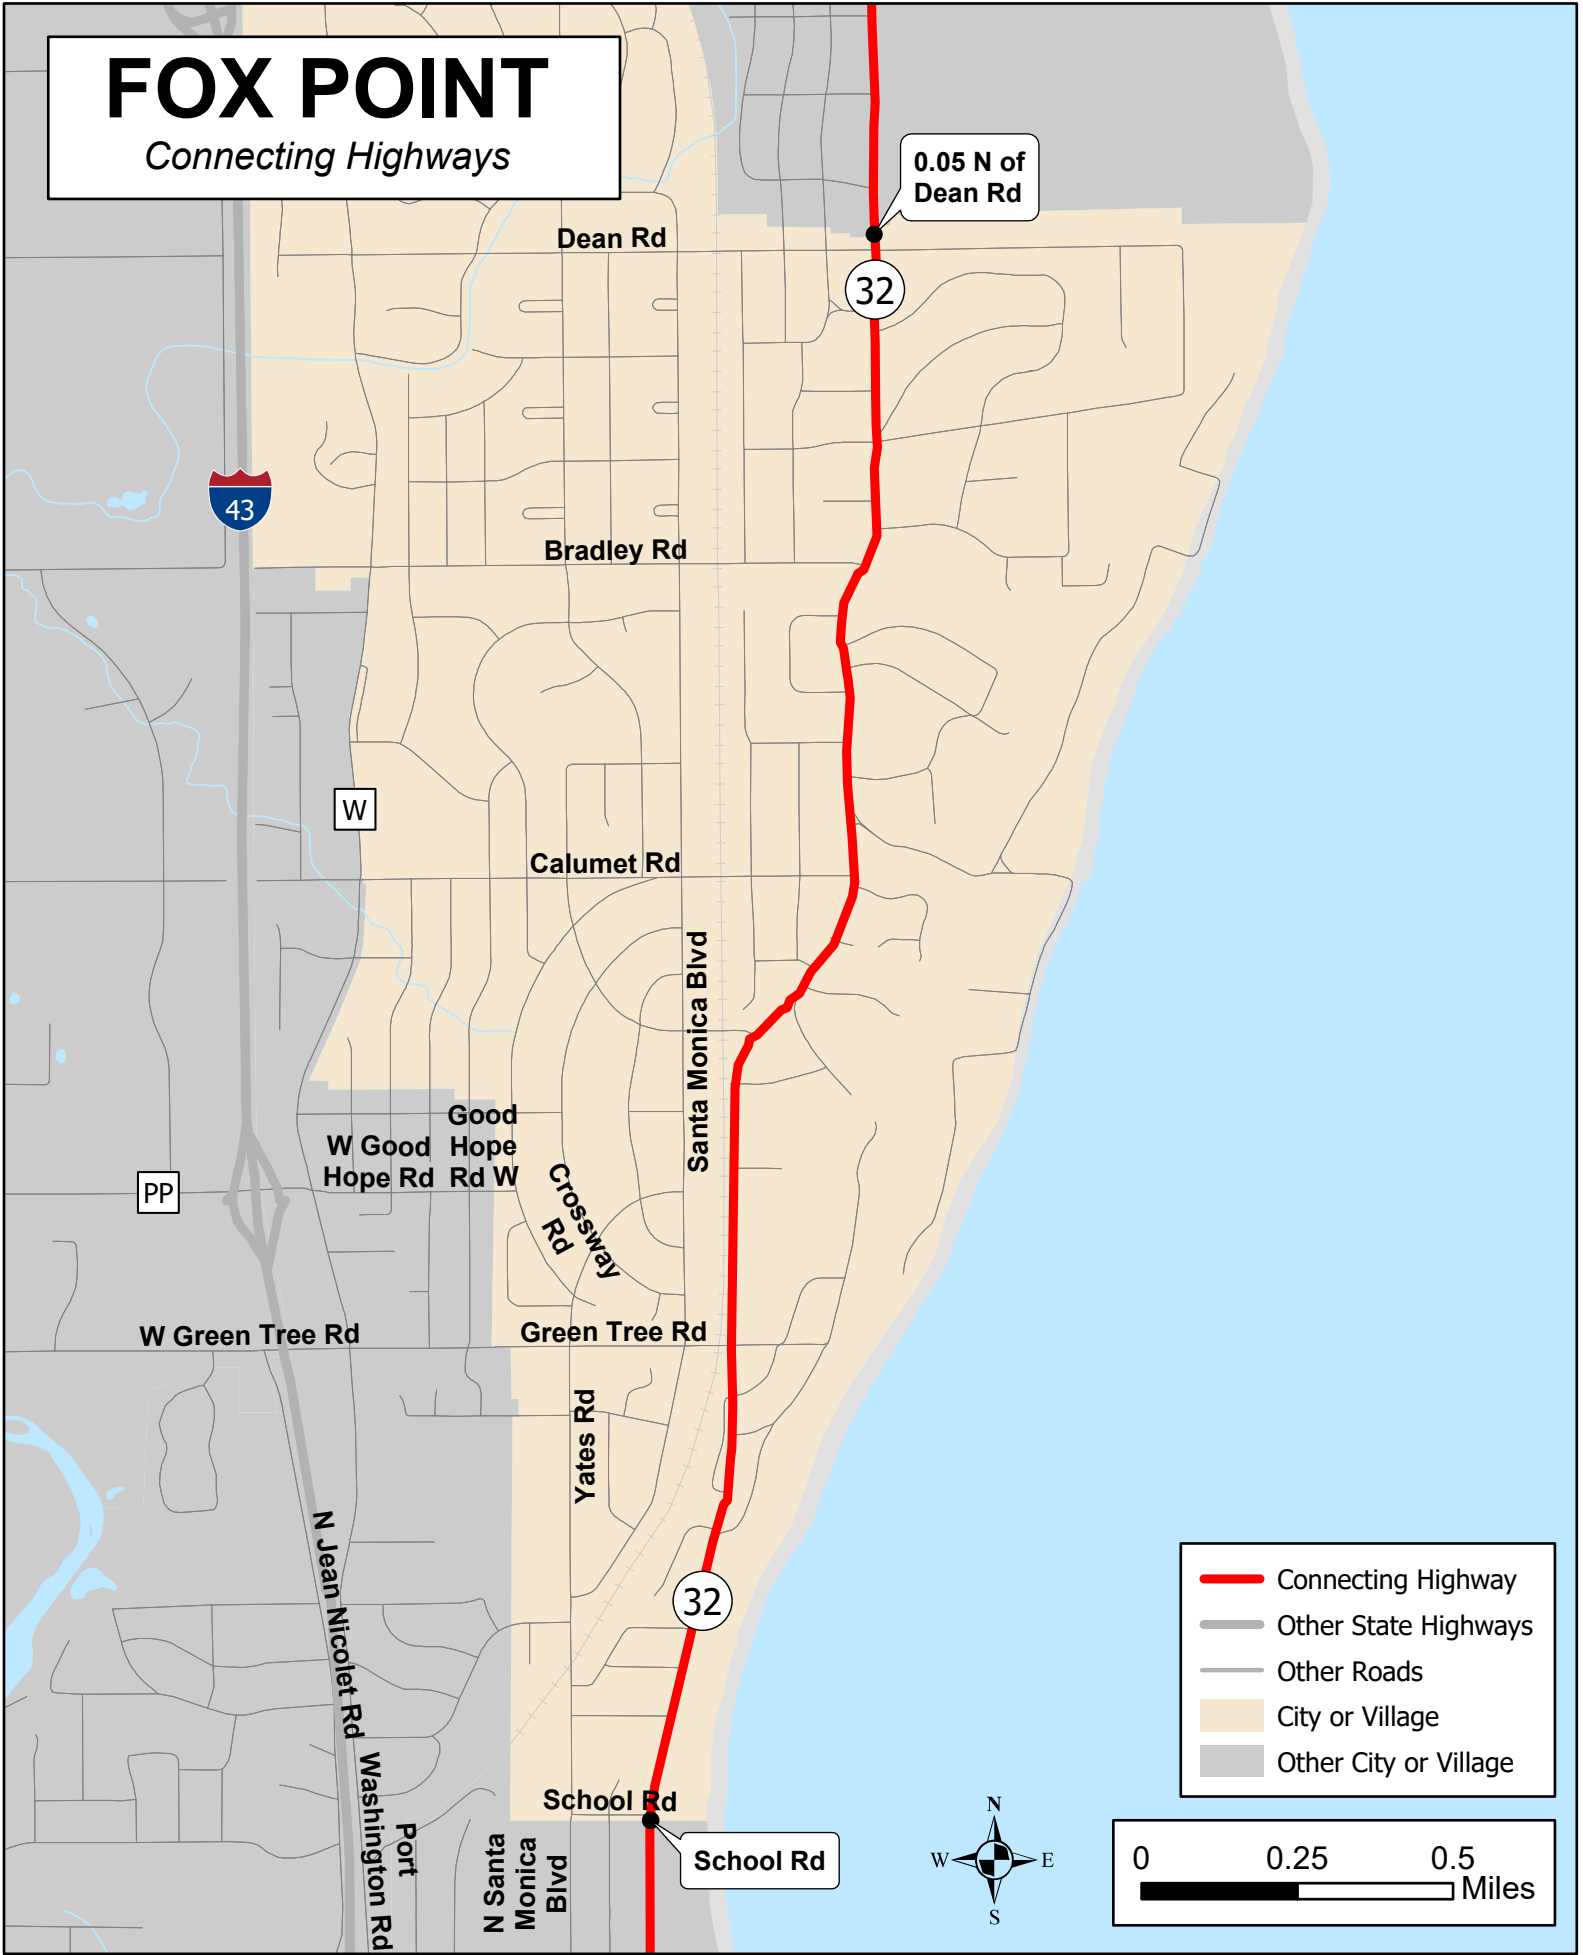 FOX POINT
Connecting Highways
0.05 N of
Dean Rd
Dean Rd
32
43
Bradley Rd
W
Calumet Rd
Santa Monica Blvd
Good
Hope
Rd W
W Good
Hope Rd
PP
Crossway
Rd
W Green Tree Rd
Green Tree Rd
Yates Rd
N Jean Nicolet Rd
32
Connecting Highway
Other State Highways
Other Roads
City or Village
Other City or Village
School Rd
School Rd
Port
Washington Rd
N Santa
Monica
Blvd
N
W
E
S
0 0.25 0.5
Miles